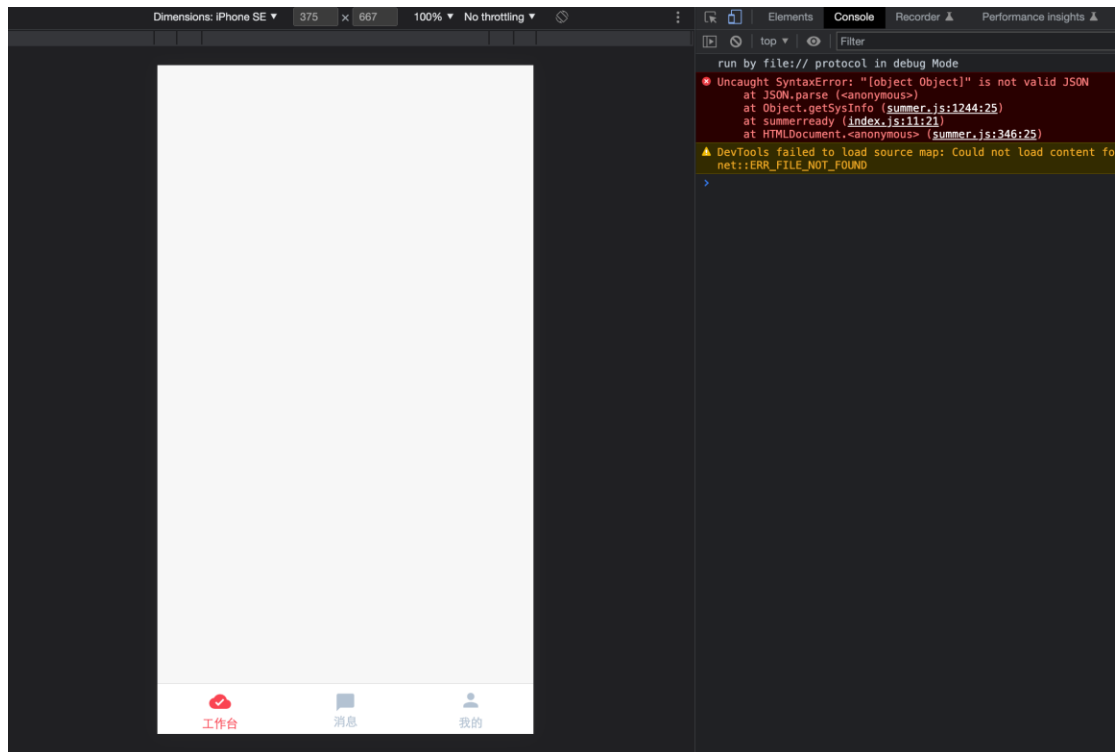 Dimensions: iPhone SE ▼ 375 × 667 100% ▼ No throttling ▼
Elements Console Recorder Performance insights
top ▼ Filter
run by file:// protocol in debug Mode
Uncaught SyntaxError: "[object Object]" is not valid JSON
at JSON.parse (<anonymous>)
at Object.getSysInfo (summer.js:1244:25)
at summerready (index.js:11:21)
at HTMLDocument.<anonymous> (summer.js:346:25)
DevTools failed to load source map: Could not load content fo
net::ERR_FILE_NOT_FOUND
工作台 消息 我的